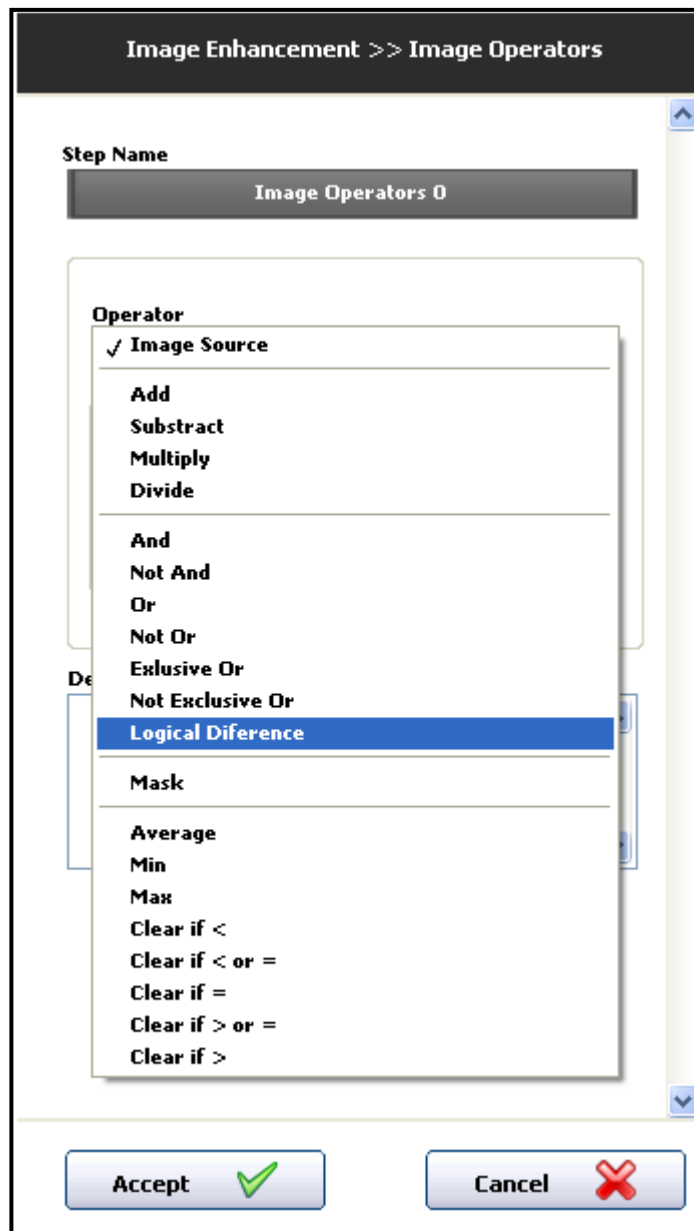 Image Enhancement >> Image Operators
Step Name
Image Operators 0
Operator
✓ Image Source
Add
Substract
Multiply
Divide
And
Not And
Or
Not Or
Exlusive Or
De
Not Exclusive Or
Logical Diference
Mask
Average
Min
Max
Clear if <
Clear if < or =
Clear if =
Clear if > or =
Clear if >
Accept
Cancel